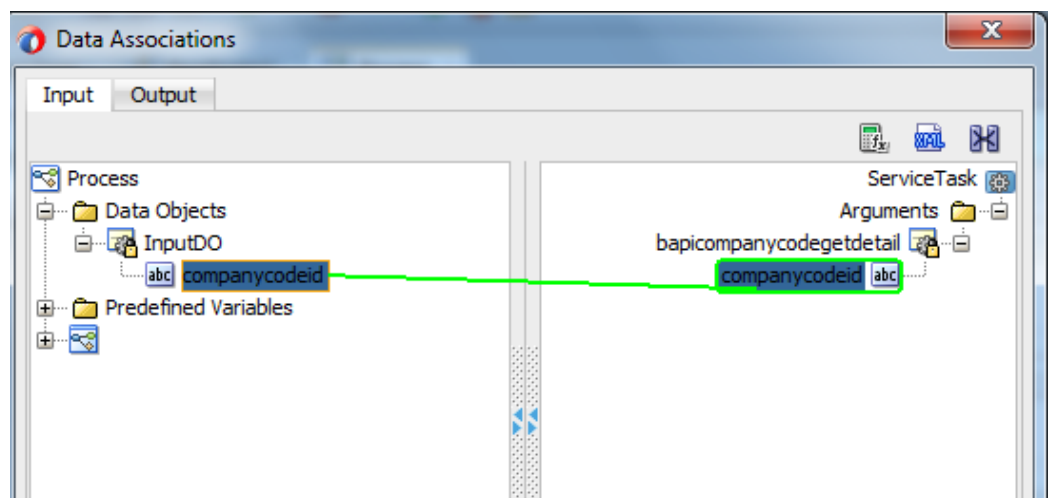 Data Associations
Input Output
Process
Data Objects
InputDO
abc companycodeid
Predefined Variables
ServiceTask
Arguments
bapicompanycodegetdetail
companycodeid abc